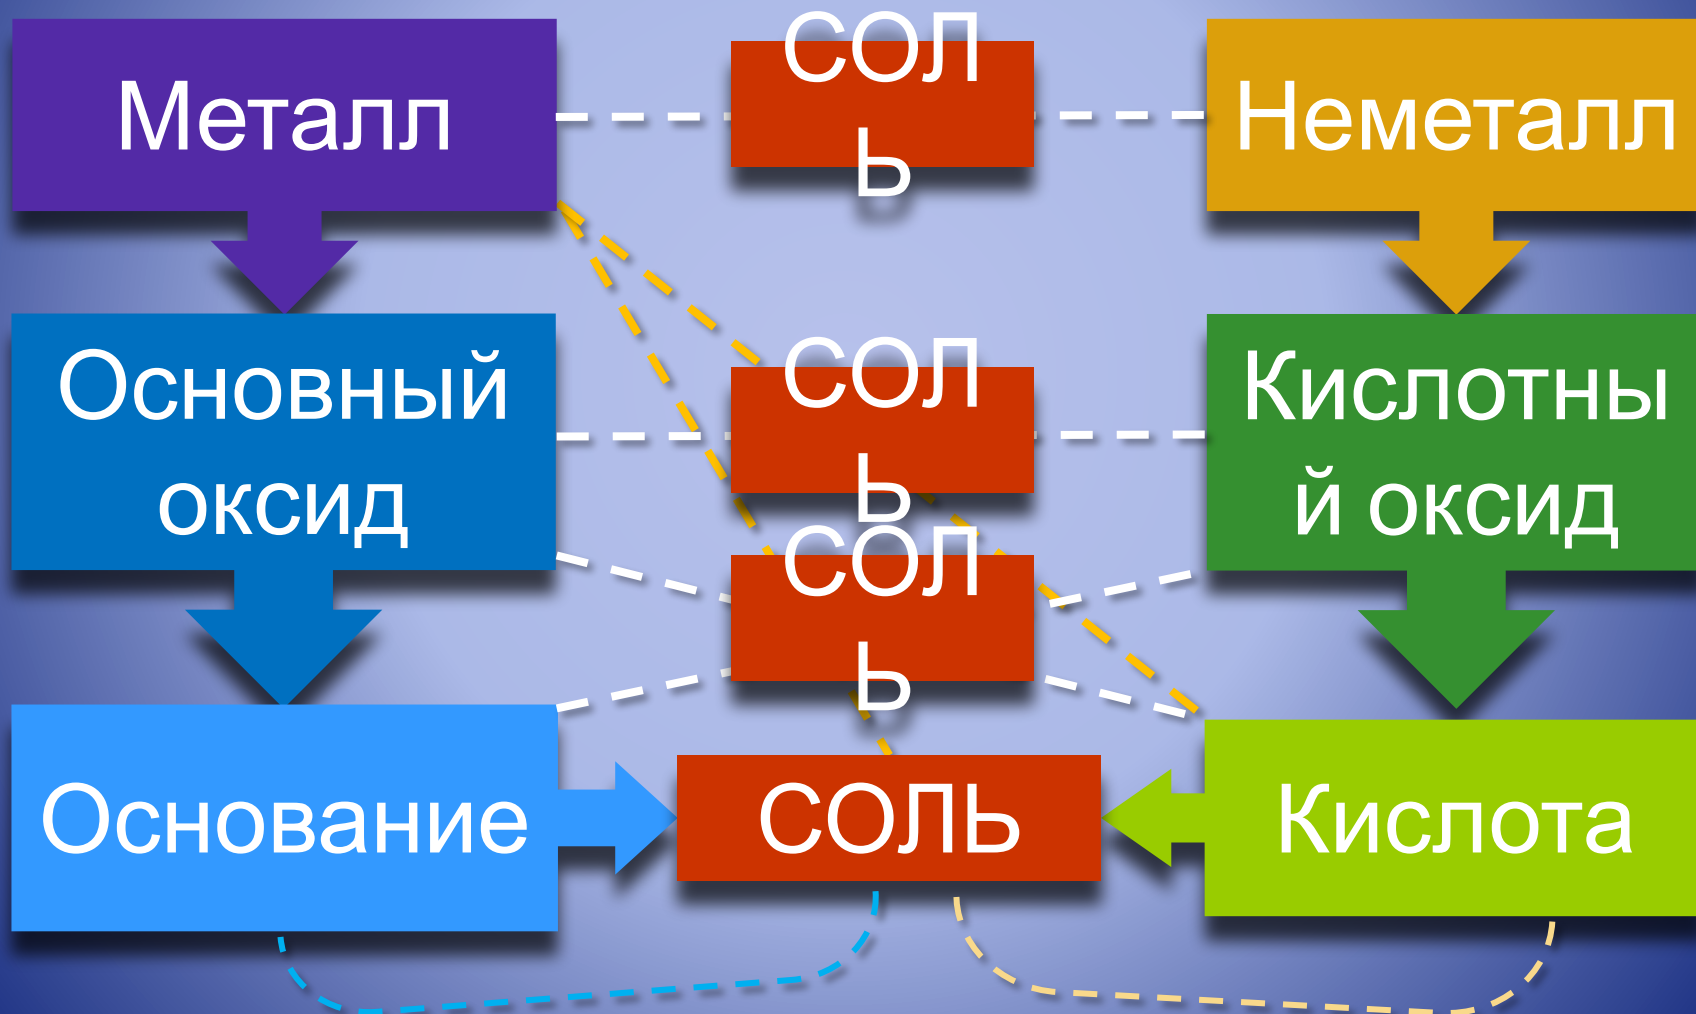 Металл
СОЛ
Ь
Неметалл
Основный
оксид
СОЛ
Ь
Кислотны
й оксид
СОЛ
Ь
Основание
СОЛЬ
Кислота